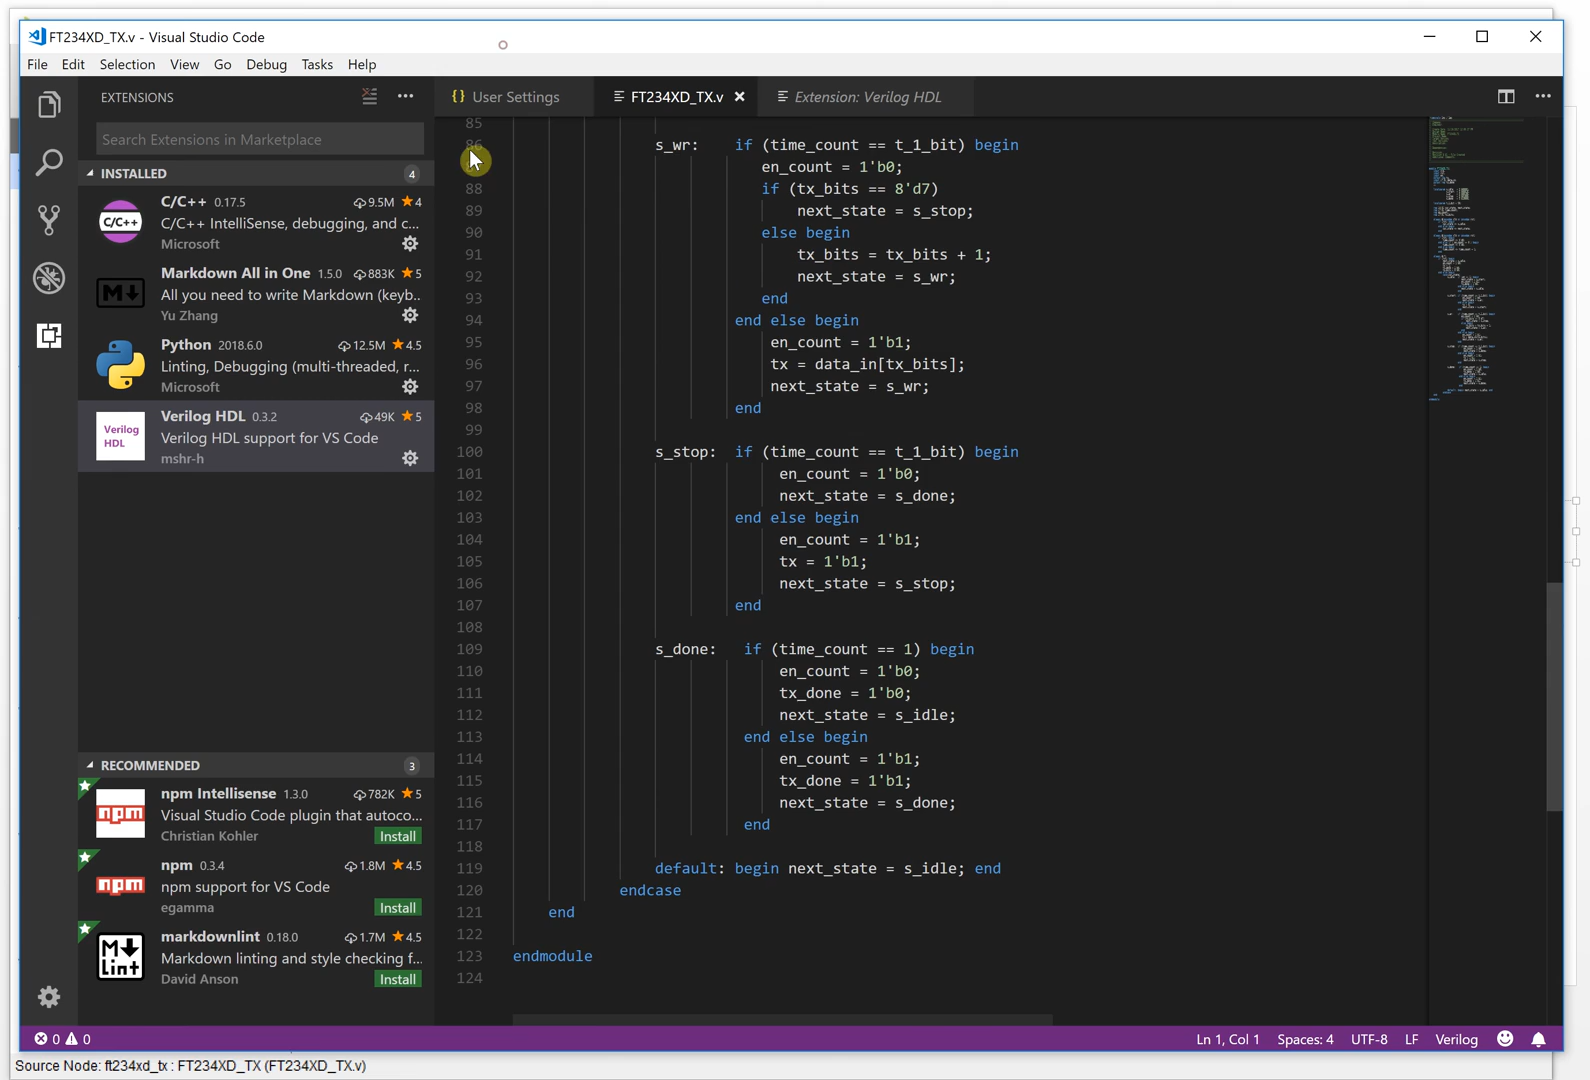 FT234XD_TX.v - Visual Studio Code
File Edit Selection View Go Debug Tasks Help
EXTENSIONS
Search Extensions in Marketplace
INSTALLED 4
C/C++ 0.17.5 9.5M 4
C/C++ IntelliSense, debugging, and c...
Microsoft
Markdown All in One 1.5.0 883K 5
All you need to write Markdown (keyb...
Yu Zhang
Python 2018.6.0 12.5M 4.5
Linting, Debugging (multi-threaded, r...
Microsoft
Verilog HDL
Verilog HDL 0.3.2 49K 5
Verilog HDL support for VS Code
mshr-h
RECOMMENDED 3
npm
npm Intellisense 1.3.0 782K 5
Visual Studio Code plugin that autoco...
Christian Kohler Install
npm
npm 0.3.4 1.8M 4.5
npm support for VS Code
egamma Install
markdownlint 0.18.0 1.7M 4.5
Markdown linting and style checking f...
David Anson Install
{} User Settings FT234XD_TX.v Extension: Verilog HDL
85
86 s_wr: if (time_count == t_1_bit) begin
en_count = 1'b0;
88 if (tx_bits == 8'd7)
89 next_state = s_stop;
90 else begin
91 tx_bits = tx_bits + 1;
92 next_state = s_wr;
93 end
94 end else begin
95 en_count = 1'b1;
96 tx = data_in[tx_bits];
97 next_state = s_wr;
98 end
99
100 s_stop: if (time_count == t_1_bit) begin
101 en_count = 1'b0;
102 next_state = s_done;
103 end else begin
104 en_count = 1'b1;
105 tx = 1'b1;
106 next_state = s_stop;
107 end
108
109 s_done: if (time_count == 1) begin
110 en_count = 1'b0;
111 tx_done = 1'b0;
112 next_state = s_idle;
113 end else begin
114 en_count = 1'b1;
115 tx_done = 1'b1;
116 next_state = s_done;
117 end
118
119 default: begin next_state = s_idle; end
120 endcase
121 end
122
123 endmodule
124
0 0 Ln 1, Col 1 Spaces: 4 UTF-8 LF Verilog
Source Node: ft234xd_tx : FT234XD_TX (FT234XD_TX.v)